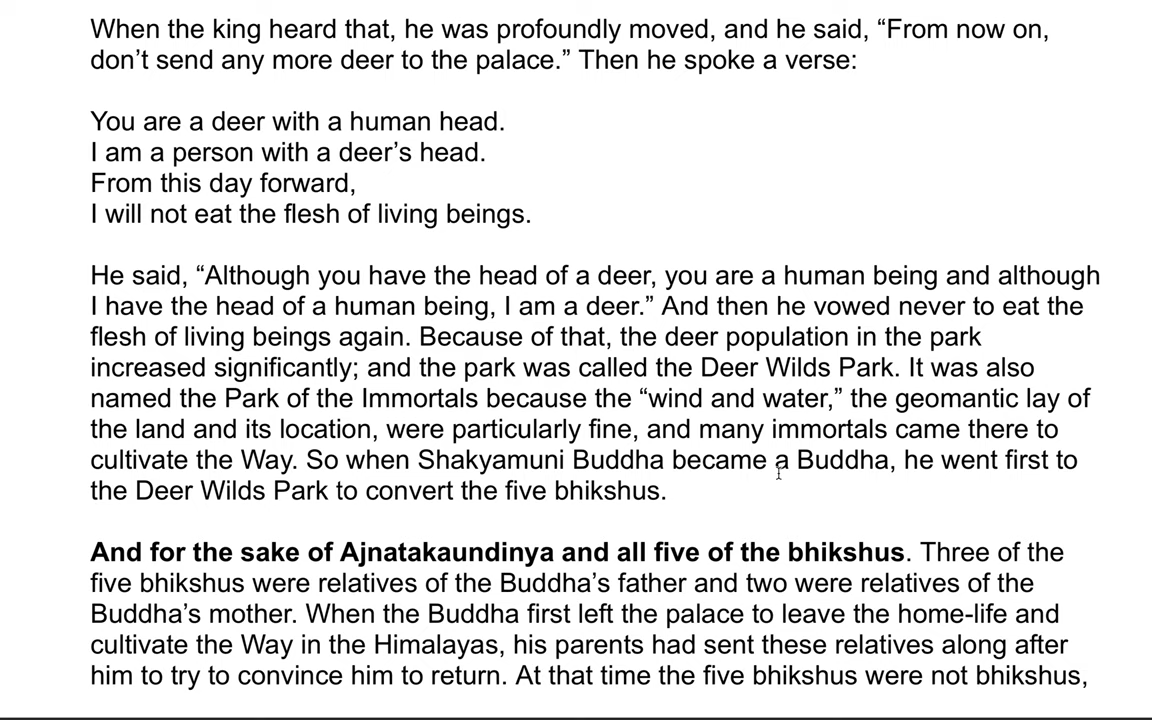 When the king heard that, he was profoundly moved, and he said, “From now on,
don’t send any more deer to the palace.” Then he spoke a verse:
You are a deer with a human head.
I am a person with a deer’s head.
From this day forward,
I will not eat the flesh of living beings.
He said, “Although you have the head of a deer, you are a human being and although
I have the head of a human being, I am a deer.” And then he vowed never to eat the
flesh of living beings again. Because of that, the deer population in the park
increased significantly; and the park was called the Deer Wilds Park. It was also
named the Park of the Immortals because the “wind and water,” the geomantic lay of
the land and its location, were particularly fine, and many immortals came there to
cultivate the Way. So when Shakyamuni Buddha became a Buddha, he went first to
the Deer Wilds Park to convert the five bhikshus.
And for the sake of Ajnatakaundinya and all five of the bhikshus. Three of the
five bhikshus were relatives of the Buddha’s father and two were relatives of the
Buddha’s mother. When the Buddha first left the palace to leave the home-life and
cultivate the Way in the Himalayas, his parents had sent these relatives along after
him to try to convince him to return. At that time the five bhikshus were not bhikshus,